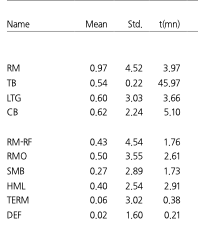 Name Mean Std. t(mn)
RM 0.97 4.52 3.97
TB 0.54 0.22 45.97
LTG 0.60 3.03 3.66
CB 0.62 2.24 5.10
RM-RF 0.43 4.54 1.76
RMO 0.50 3.55 2.61
SMB 0.27 2.89 1.73
HML 0.40 2.54 2.91
TERM 0.06 3.02 0.38
DEF 0.02 1.60 0.21